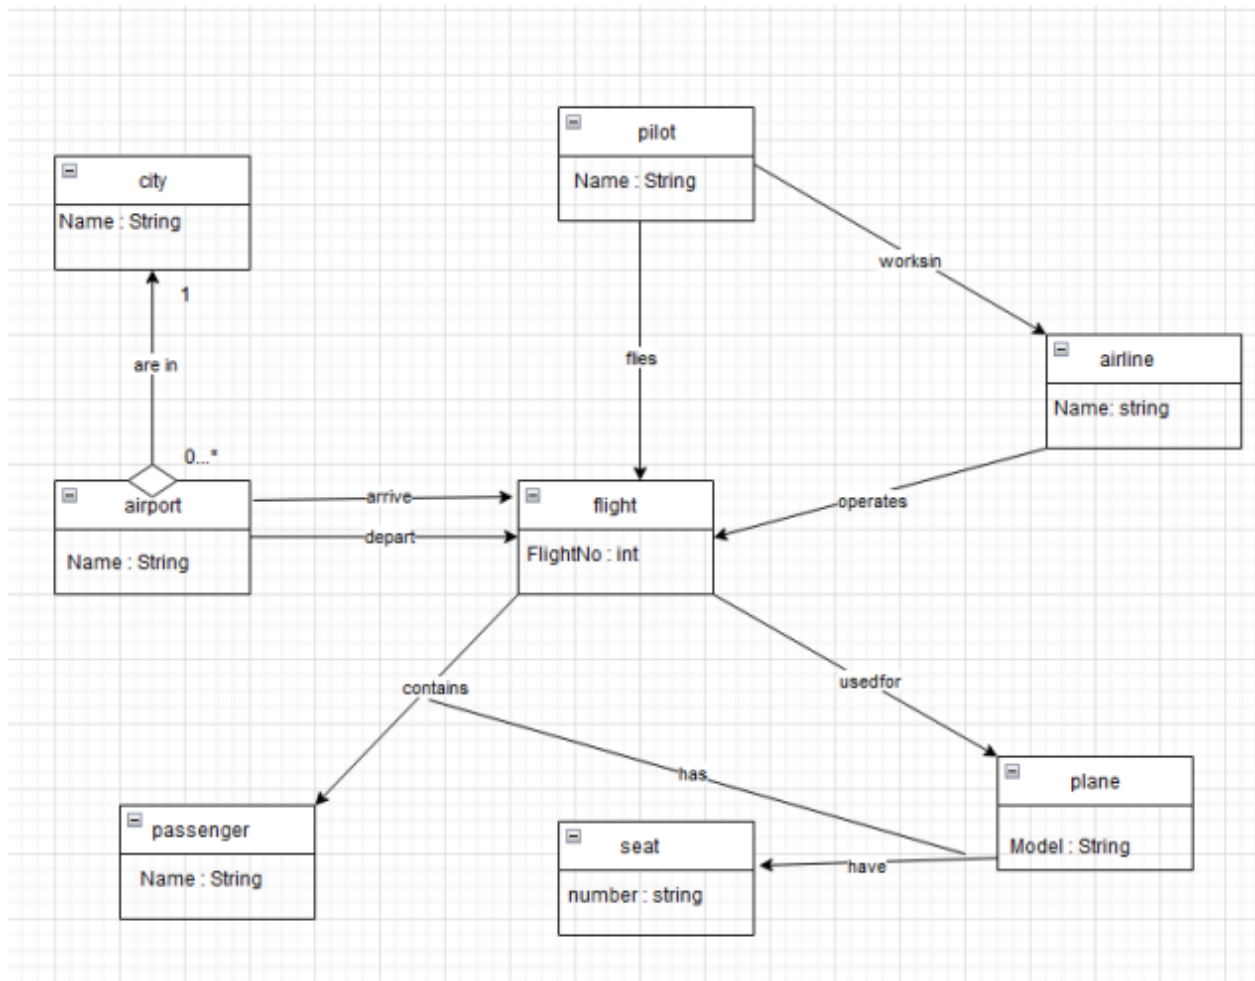 pilot
Name : String
city
Name : String
worksin
1
are in
flies
airline
Name: string
0...*
airport
Name : String
arrive
depart
flight
FlightNo : int
operates
contains
usedfor
has
plane
Model : String
passenger
Name : String
seat
number : string
have